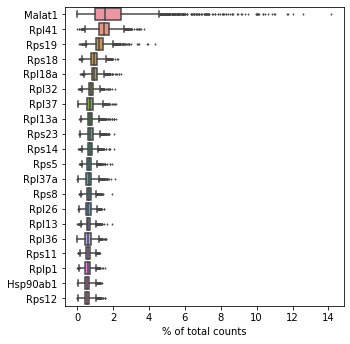 Malat1
Rpl41
Rps19
Rps18
Rpl18a
Rpl32
Rpl37
Rpl13a
Rps23
Rps14
Rps5
Rpl37a
Rps8
Rpl26
Rpl13
Rpl36
Rps11
Rplp1
Hsp90ab1
Rps12
0 2 4 6 8 10 12 14
% of total counts